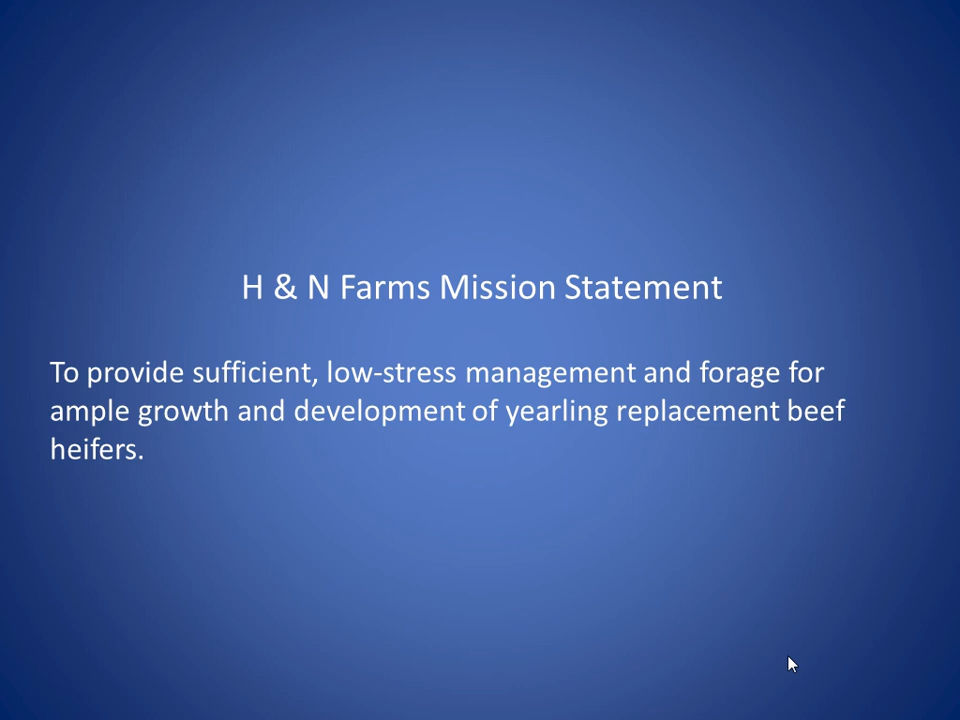 H & N Farms Mission Statement
To provide sufficient, low-stress management and forage for
ample growth and development of yearling replacement beef
heifers.